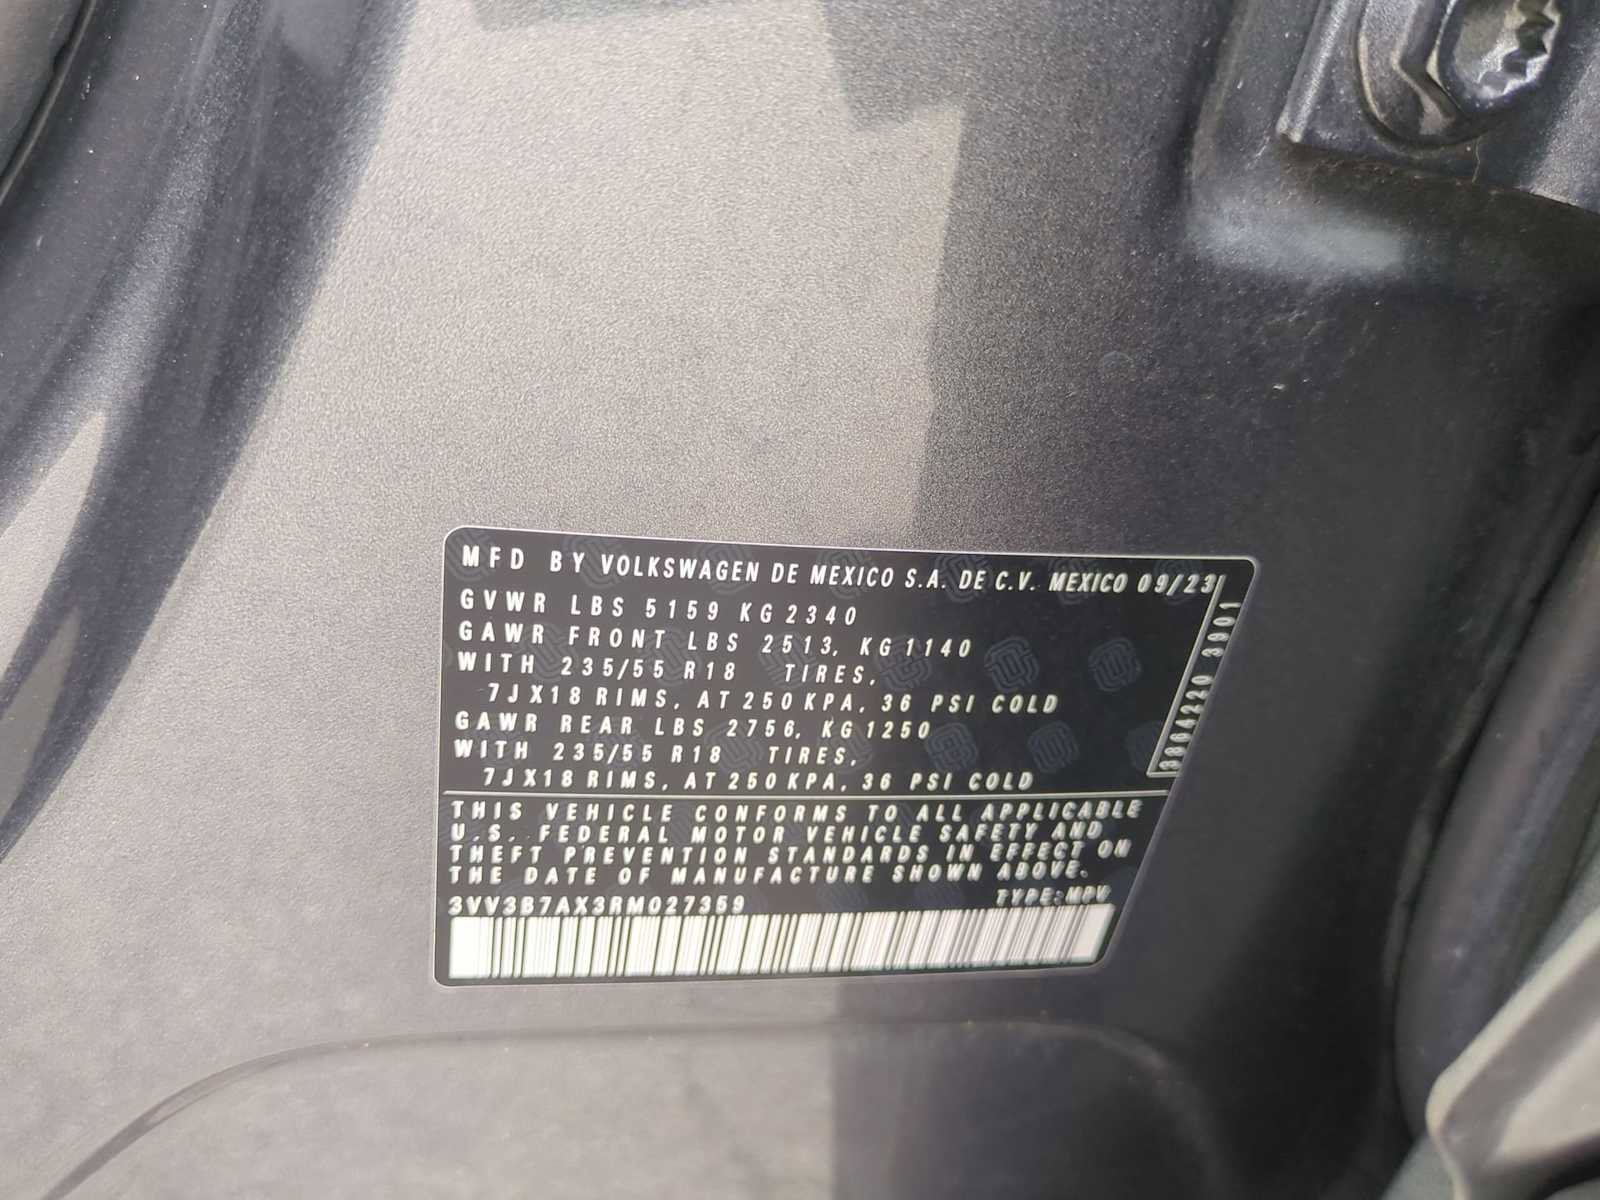 MFD BY VOLKSWAGEN DE MEXICO S.A. DE C.V. MEXICO 09/23
GVWR LBS 5159 KG 2340
GAWR FRONT LBS 2513, KG 1140
WITH 235/55 R18 TIRES,
7JX18 RIMS, AT 250 KPA, 36 PSI COLD
GAWR REAR LBS 2756, KG 1250
WITH 235/55 R18 TIRES,
7JX18 RIMS, AT 250 KPA, 36 PSI COLD
THIS VEHICLE CONFORMS TO ALL APPLICABLE
U.S. FEDERAL MOTOR VEHICLE SAFETY AND
THEFT PREVENTION STANDARDS IN EFFECT ON
THE DATE OF MANUFACTURE SHOWN ABOVE.
3VV3B7AX3RM027359 TYPE:MPV
3864220 3901